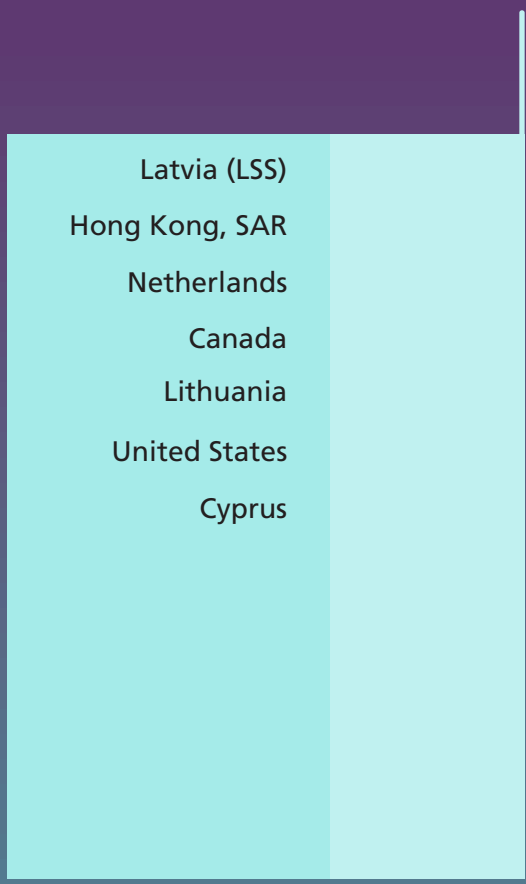 Latvia (LSS)
Hong Kong, SAR
Netherlands
Canada
Lithuania
United States
Cyprus